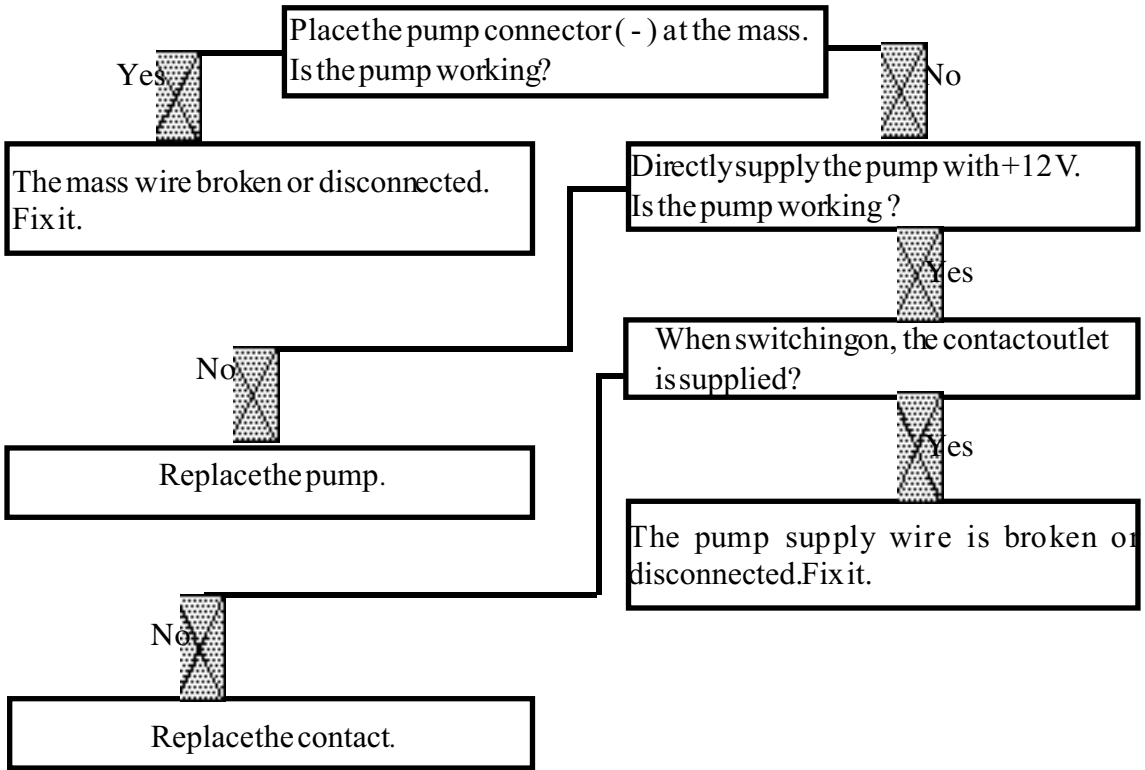 Place the pump connector ( - ) at the mass.
Is the pump working?
Yes
No
The mass wire broken or disconnected.
Fix it.
Directly supply the pump with +12 V.
Is the pump working ?
Yes
No
When switching on, the contact outlet
is supplied?
Yes
Replace the pump.
The pump supply wire is broken or
disconnected.Fix it.
No
Replace the contact.